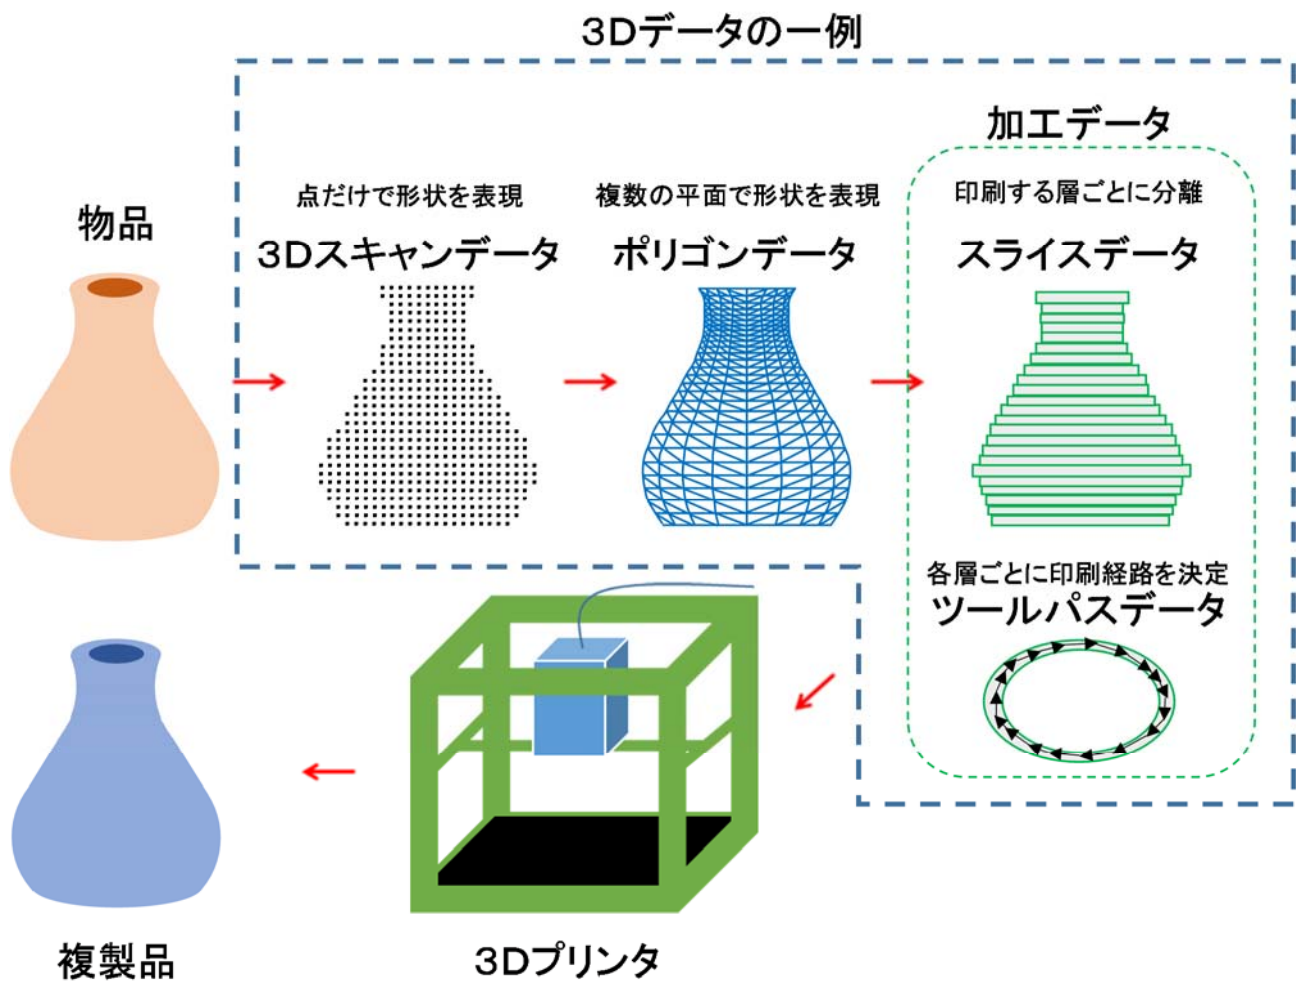 3Dデータの一例
加工データ
物品
点だけで形状を表現
3Dスキャンデータ
複数の平面で形状を表現
ポリゴンデータ
印刷する層ごとに分離
スライスデータ
各層ごとに印刷経路を決定
ツールパスデータ
3Dプリンタ
複製品